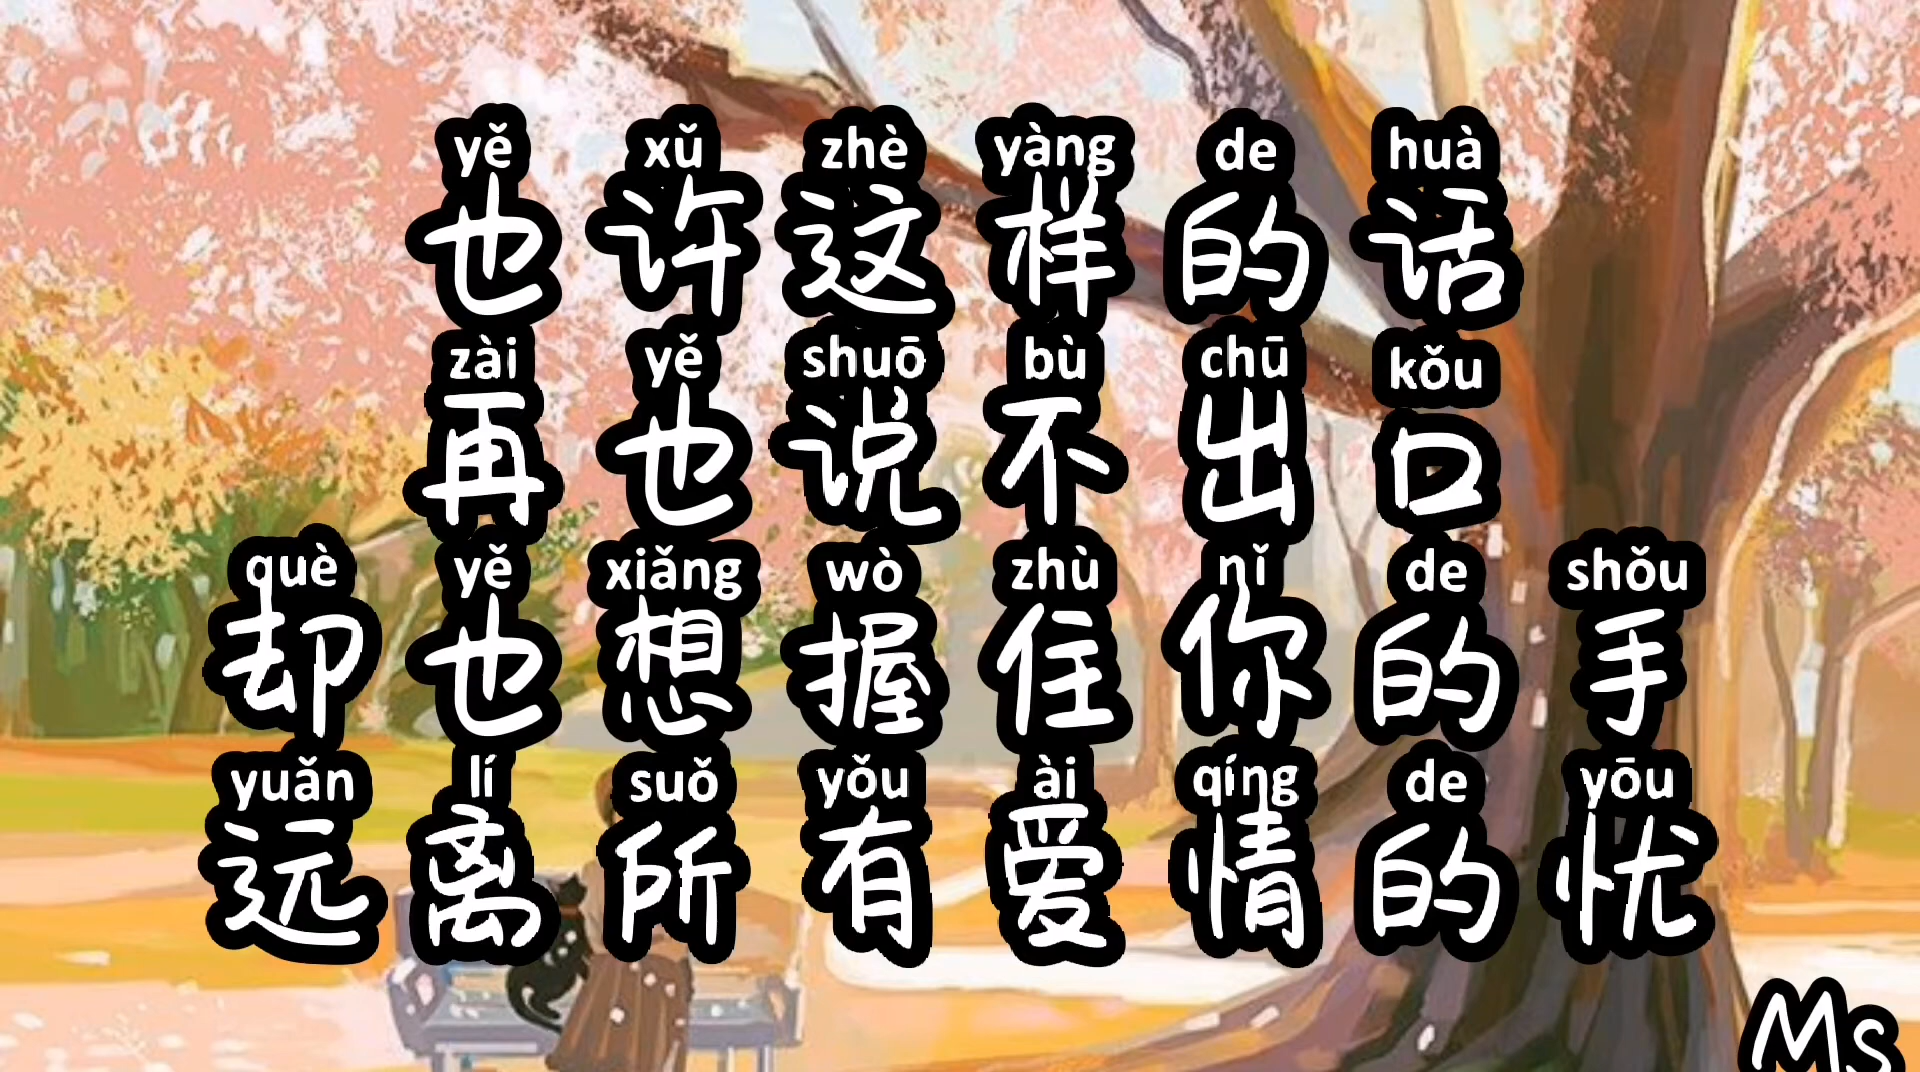 yě xǔ zhè yàng de huà
也许这样的话
zài yě shuō bù chū kǒu
再也说不出口
què yě xiǎng wò zhù nǐ de shǒu
却也想握住你的手
yuǎn lí suǒ yǒu ài qíng de yōu
远离所有爱情的忧
Ms